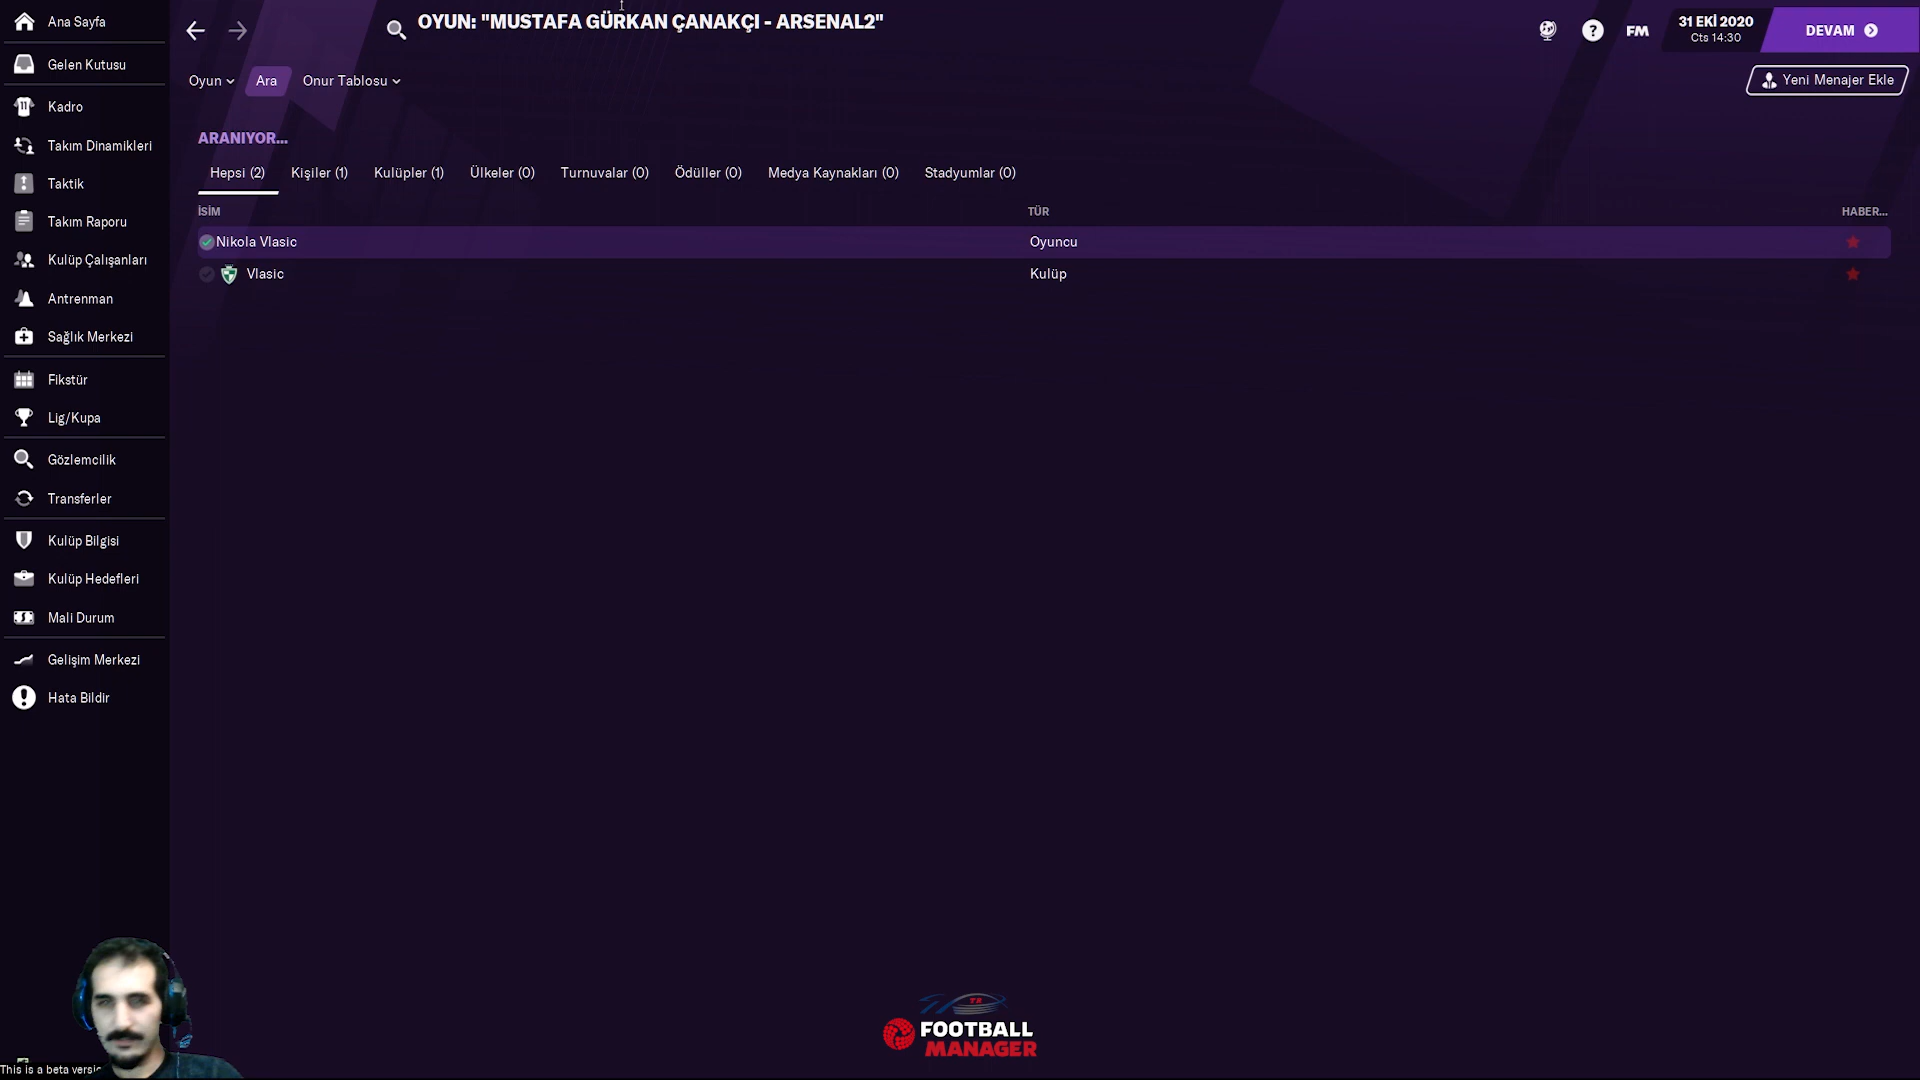 Ana Sayfa
OYUN: "MUSTAFA GÜRKAN ÇANAKÇI - ARSENAL2"
FM
31 EKİ 2020
Cts 14:30
DEVAM
Gelen Kutusu
Oyun
Ara
Onur Tablosu
Yeni Menajer Ekle
Kadro
Takım Dinamikleri
Taktik
Takım Raporu
Kulüp Çalışanları
Antrenman
Sağlık Merkezi
Fikstür
Lig/Kupa
Gözlemcilik
Transferler
Kulüp Bilgisi
Kulüp Hedefleri
Mali Durum
Gelişim Merkezi
Hata Bildir
ARANIYOR...
Hepsi (2) Kişiler (1) Kulüpler (1) Ülkeler (0) Turnuvalar (0) Ödüller (0) Medya Kaynakları (0) Stadyumlar (0)
İSİM TÜR HABER...
Nikola Vlasic Oyuncu
Vlasic Kulüp
FOOTBALL
MANAGER
This is a beta versio